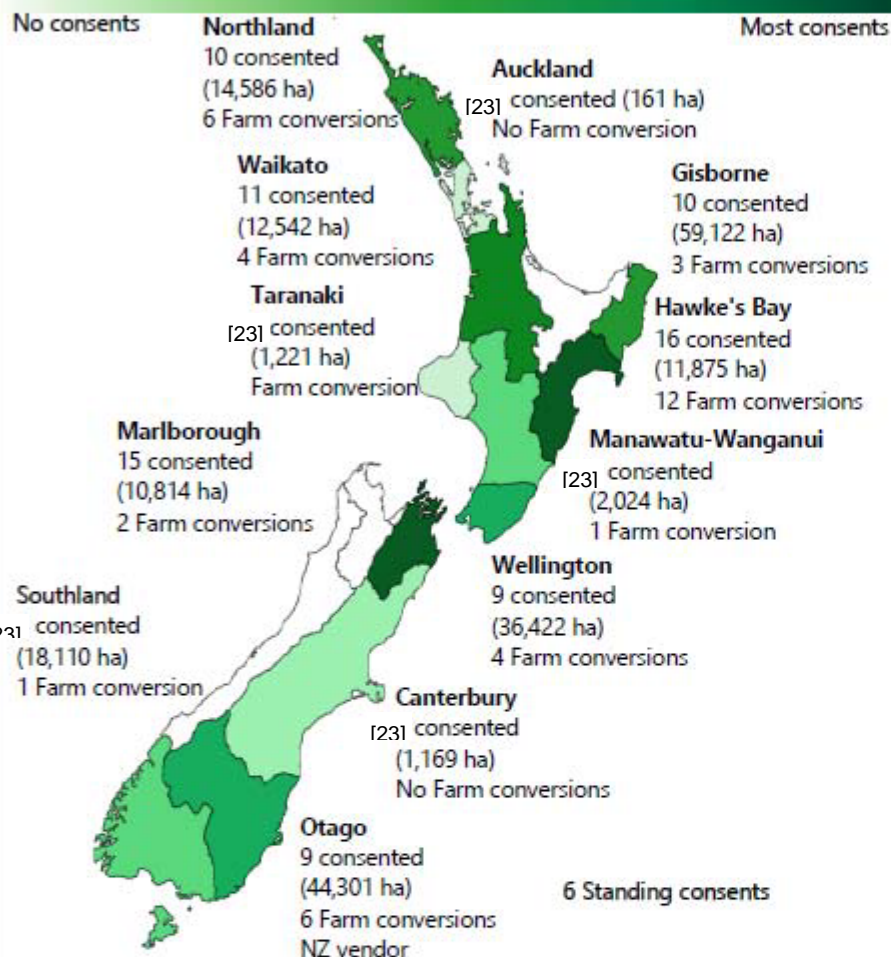 No consents
Most consents
Northland
10 consented
(14,586 ha)
6 Farm conversions
Auckland
[23] consented (161 ha)
No Farm conversion
Waikato
11 consented
(12,542 ha)
4 Farm conversions
Gisborne
10 consented
(59,122 ha)
3 Farm conversions
Taranaki
[23] consented
(1,221 ha)
Farm conversion
Hawke's Bay
16 consented
(11,875 ha)
12 Farm conversions
Marlborough
15 consented
(10,814 ha)
2 Farm conversions
Manawatu-Wanganui
[23] consented
(2,024 ha)
1 Farm conversion
Wellington
9 consented
(36,422 ha)
4 Farm conversions
Southland
23] consented
(18,110 ha)
1 Farm conversion
Canterbury
[23] consented
(1,169 ha)
No Farm conversions
Otago
9 consented
(44,301 ha)
6 Farm conversions
NZ vendor
6 Standing consents